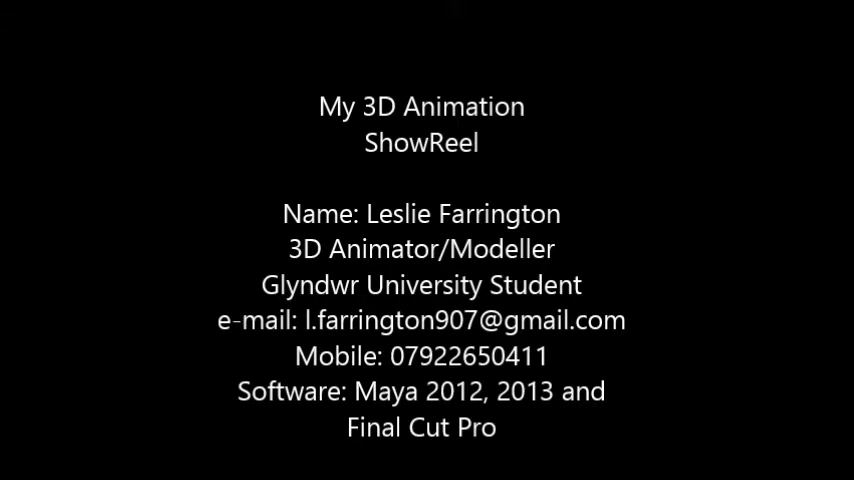 My 3D Animation
ShowReel
Name: Leslie Farrington
3D Animator/Modeller
Glyndwr University Student
e-mail: l.farrington907@gmail.com
Mobile: 07922650411
Software: Maya 2012, 2013 and
Final Cut Pro